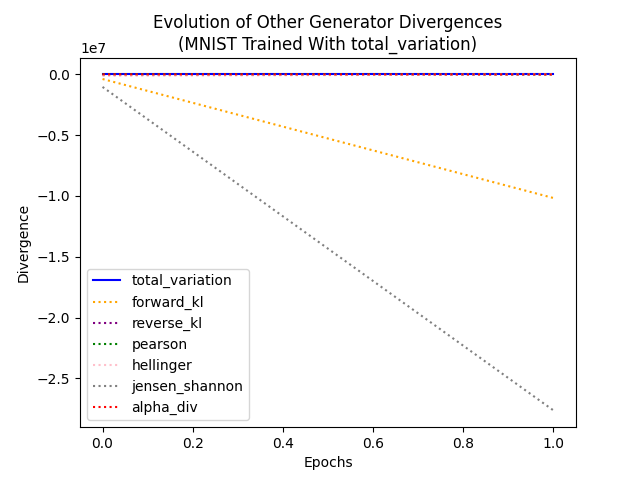 Evolution of Other Generator Divergences
(MNIST Trained With total_variation)
1e7
0.0
−0.5
−1.0
−1.5
−2.0
−2.5
Divergence
total_variation
forward_kl
reverse_kl
pearson
hellinger
jensen_shannon
alpha_div
0.0 0.2 0.4 0.6 0.8 1.0
Epochs